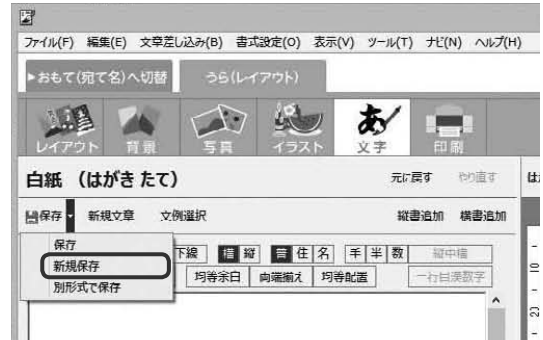 ファイル(F) 編集(E) 文章差し込み(B) 書式設定(O) 表示(V) ツール(T) ナビ(N) ヘルプ(H)
▶おもて(宛て名)へ切替 うら(レイアウト)
あ
レイアウト 背景 写真 イラスト 文字 印刷
白紙 (はがき たて) 元に戻す やり直す は
保存 新規文章 文例選択 縦書追加 横書追加
保存
新規保存
別形式で保存
下線 横 縦 住 名 手 半 数 縦中横
均等余白 両端揃え 均等配置 一行目漢数字